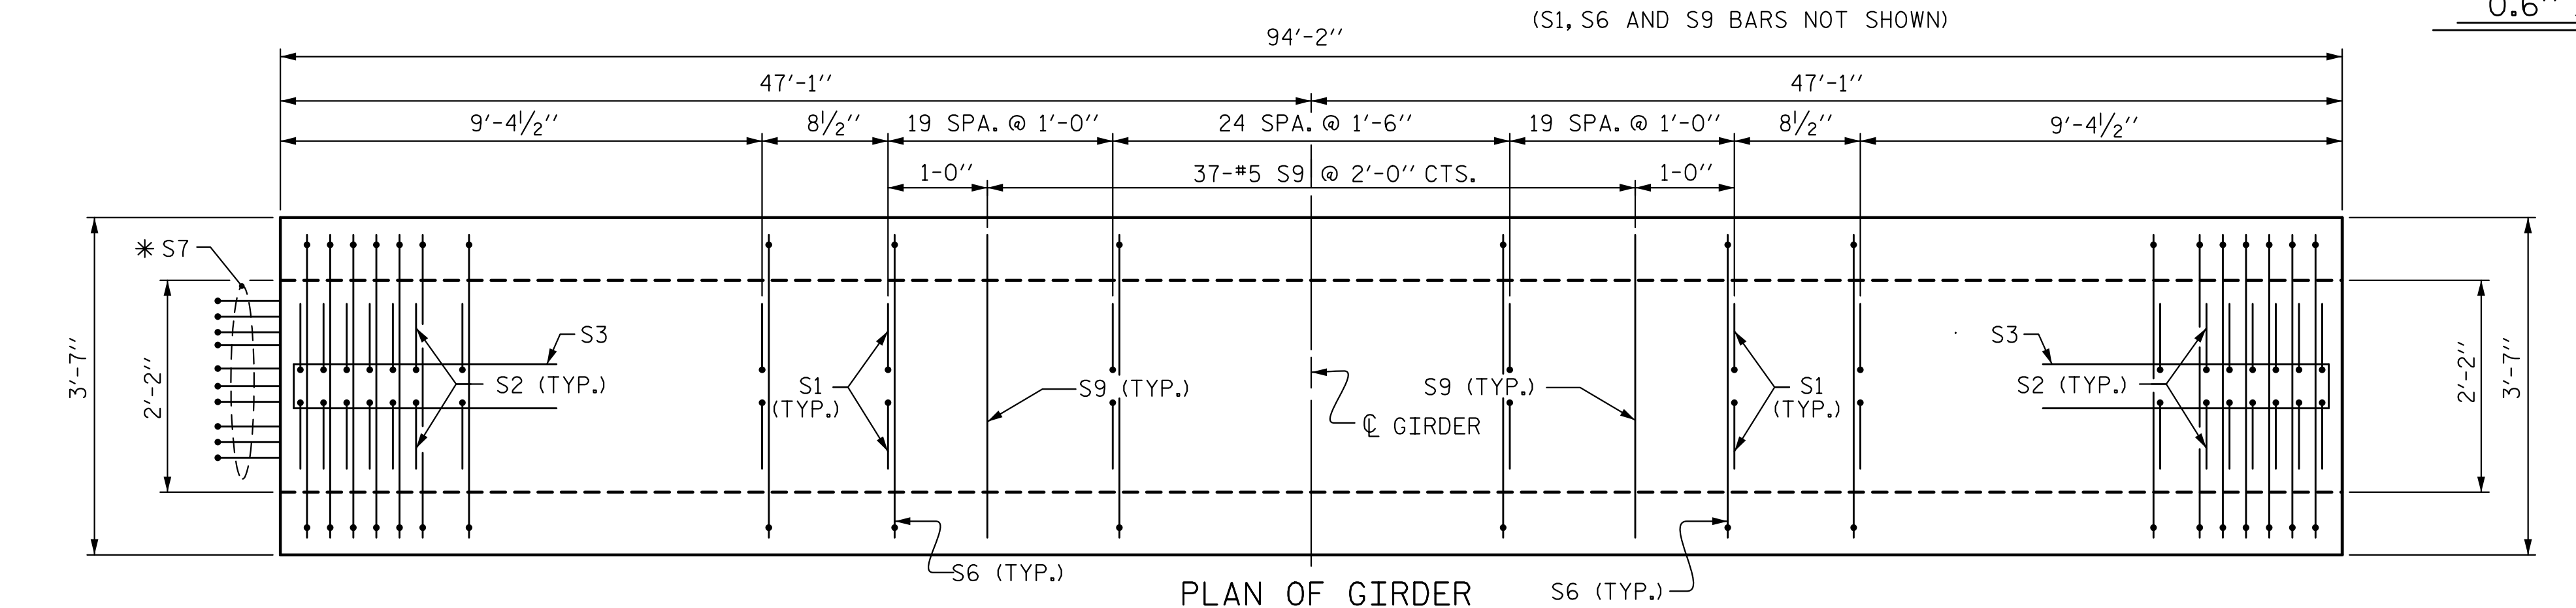 (S1, S6 AND S9 BARS NOT SHOWN)
0.6"
94'-2"
47'-1" 47'-1"
9'-4½" 8½" 19 SPA. @ 1'-0" 24 SPA. @ 1'-6" 19 SPA. @ 1'-0" 8½" 9'-4½"
1-0" 37-#5 S9 @ 2'-0" CTS. 1-0"
✳ S7
3'-7" 2'-2" S3 S3 2'-2" 3'-7"
S2 (TYP.) S1 (TYP.) S9 (TYP.) S9 (TYP.) S1 (TYP.) S2 (TYP.)
℄ GIRDER
S6 (TYP.) S6 (TYP.)
PLAN OF GIRDER